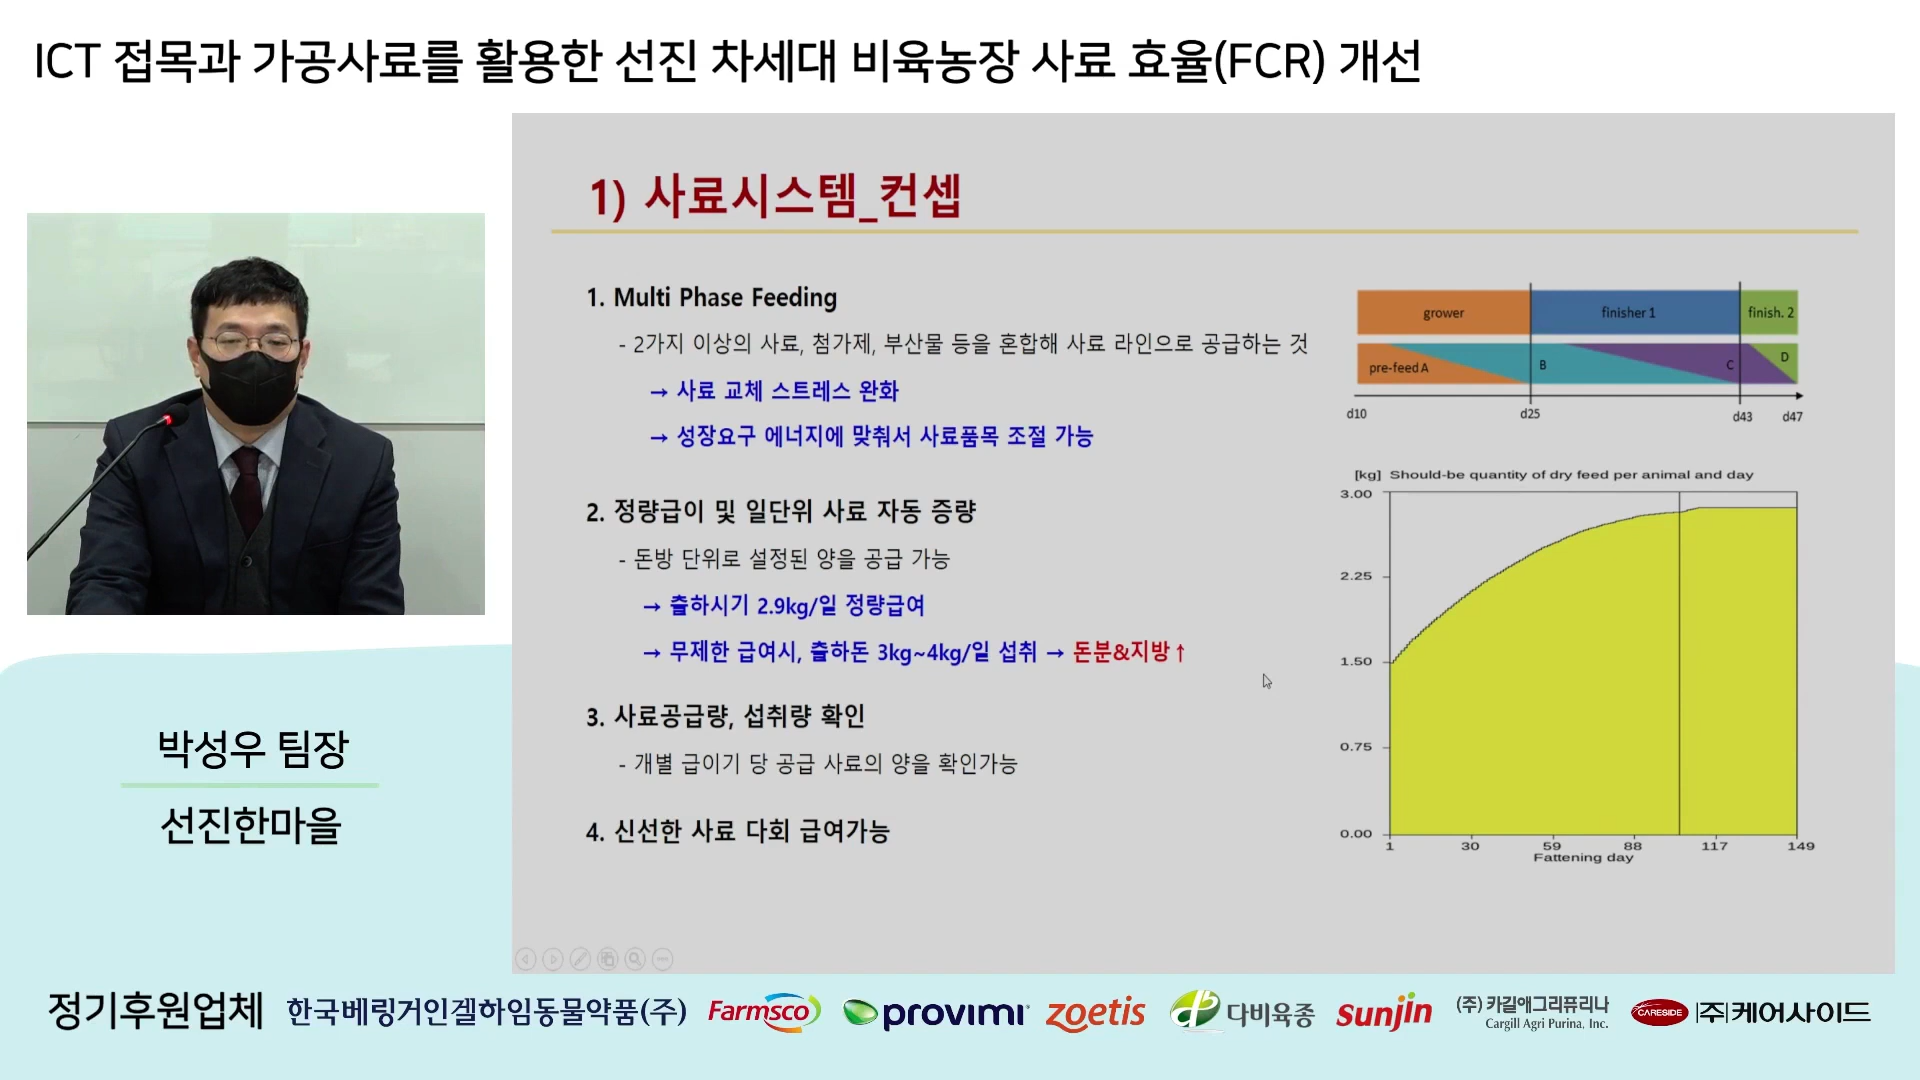 ICT 접목과 가공사료를 활용한 선진 차세대 비육농장 사료 효율(FCR) 개선
1) 사료시스템_컨셉
1. Multi Phase Feeding
- 2가지 이상의 사료, 첨가제, 부산물 등을 혼합해 사료 라인으로 공급하는 것
→ 사료 교체 스트레스 완화
→ 성장요구 에너지에 맞춰서 사료품목 조절 가능
2. 정량급이 및 일단위 사료 자동 증량
- 돈방 단위로 설정된 양을 공급 가능
→ 출하시기 2.9kg/일 정량급여
→ 무제한 급여시, 출하돈 3kg~4kg/일 섭취 → 돈분&지방↑
3. 사료공급량, 섭취량 확인
- 개별 급이기 당 공급 사료의 양을 확인가능
4. 신선한 사료 다회 급여가능
grower finisher 1 finish. 2
pre-feed A B C D
d10 d25 d43 d47
[kg] Should-be quantity of dry feed per animal and day
3.00
2.25
1.50
0.75
0.00
1 30 59 88 117 149
Fattening day
박성우 팀장
선진한마을
정기후원업체 한국베링거인겔하임동물약품(주) Farmsco provimi zoetis 다비육종 sunjin (주)카길애그리퓨리나 CARESIDE (주)케어사이드
Cargill Agri Purina, Inc.